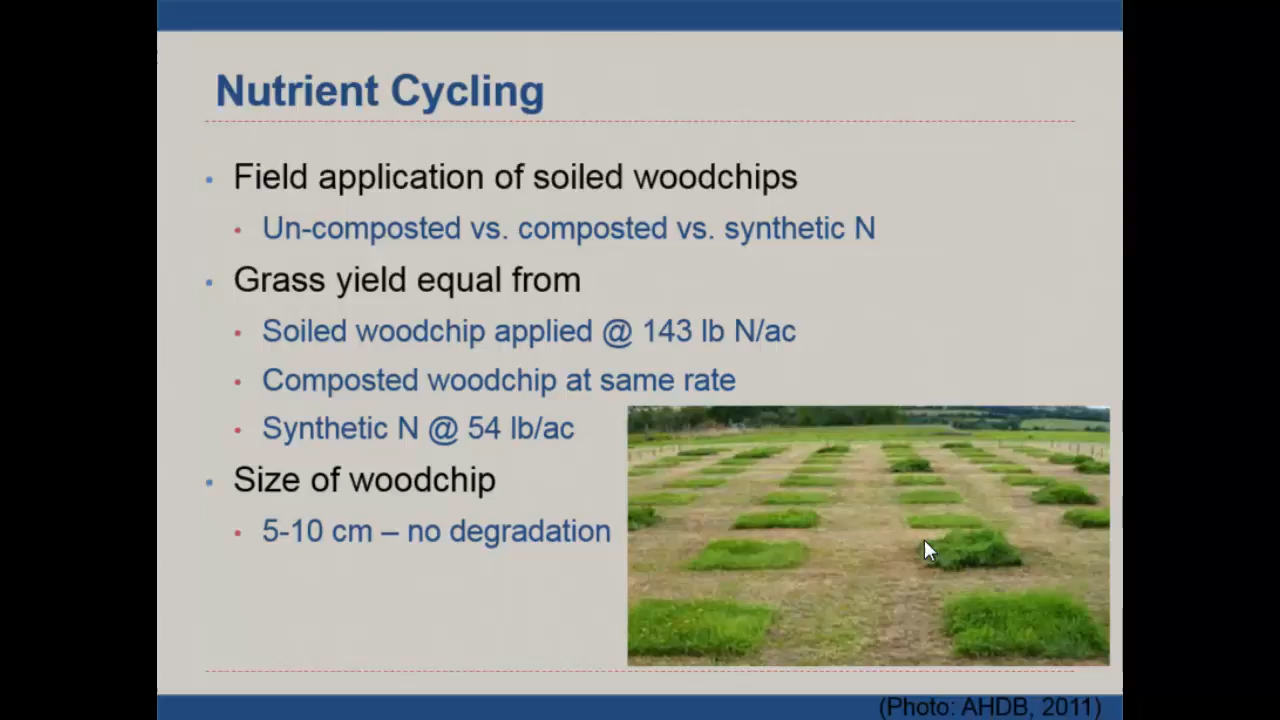 Nutrient Cycling
• Field application of soiled woodchips
• Un-composted vs. composted vs. synthetic N
• Grass yield equal from
• Soiled woodchip applied @ 143 lb N/ac
• Composted woodchip at same rate
• Synthetic N @ 54 lb/ac
• Size of woodchip
• 5-10 cm – no degradation
(Photo: AHDB, 2011)